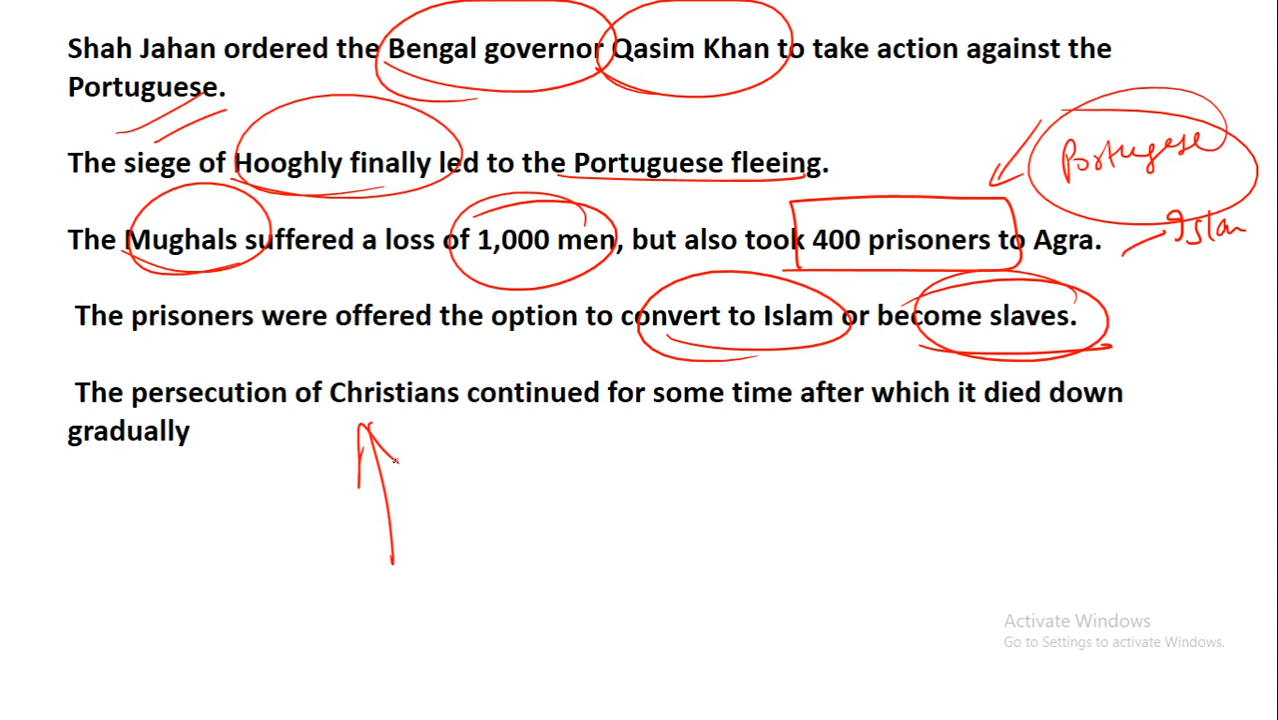 Shah Jahan ordered the Bengal governor Qasim Khan to take action against the
Portuguese.
The siege of Hooghly finally led to the Portuguese fleeing.
Portugese
Islan
The Mughals suffered a loss of 1,000 men, but also took 400 prisoners to Agra.
The prisoners were offered the option to convert to Islam or become slaves.
The persecution of Christians continued for some time after which it died down
gradually
Activate Windows
Go to Settings to activate Windows.